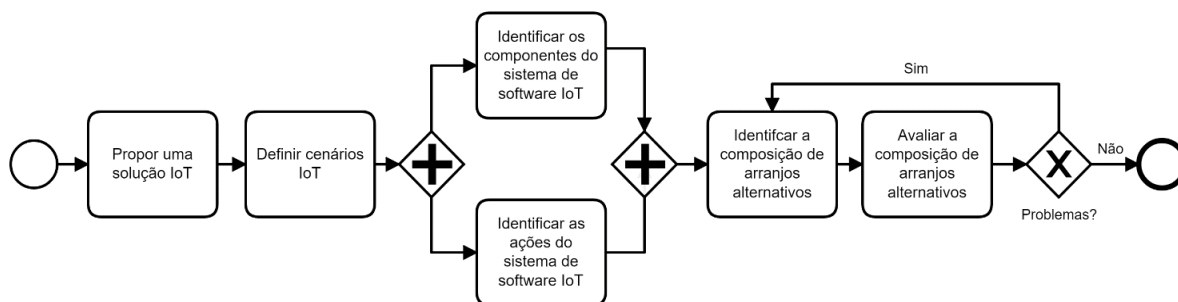 Propor uma
solução IoT
Definir cenários
IoT
Identificar os
componentes do
sistema de
software IoT
Identificar as
ações do
sistema de
software IoT
Identifcar a
composição de
arranjos
alternativos
Avaliar a
composição de
arranjos
alternativos
Sim
Problemas?
Não